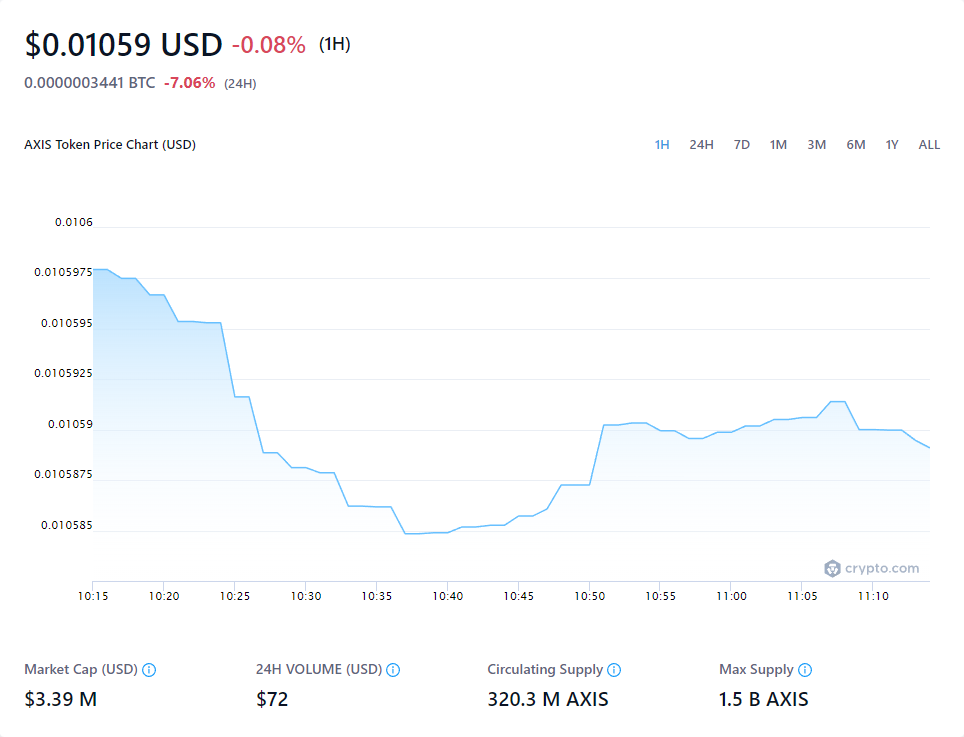 $0.01059 USD -0.08% (1H)
0.0000003441 BTC -7.06% (24H)
AXIS Token Price Chart (USD) 1H 24H 7D 1M 3M 6M 1Y ALL
0.0106
0.0105975
0.010595
0.0105925
0.01059
0.0105875
0.010585
crypto.com
10:15 10:20 10:25 10:30 10:35 10:40 10:45 10:50 10:55 11:00 11:05 11:10
Market Cap (USD) 24H VOLUME (USD) Circulating Supply Max Supply
$3.39 M $72 320.3 M AXIS 1.5 B AXIS